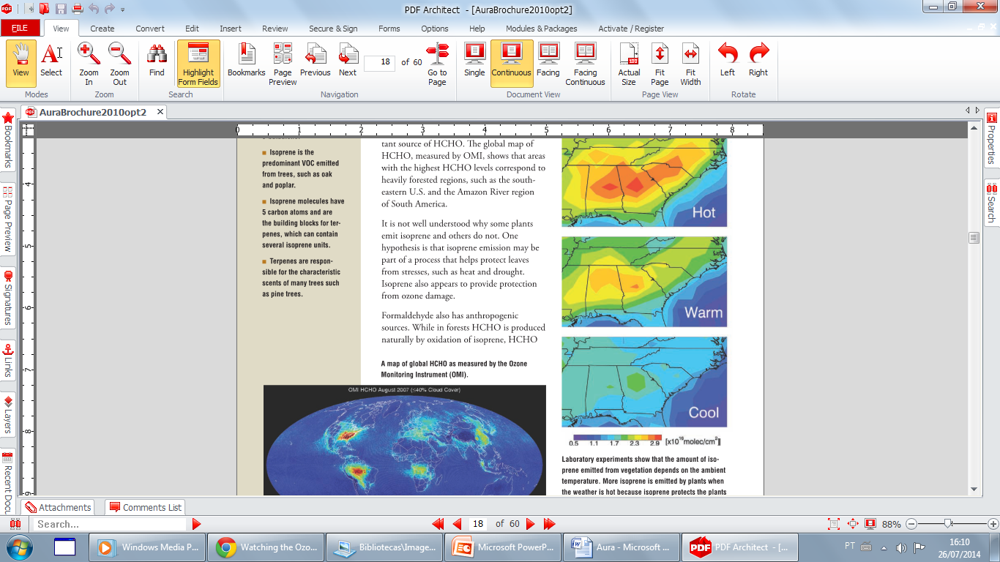 PDF Architect - [AuraBrochure2010opt2]
FILE View Create Convert Edit Insert Review Secure & Sign Forms Options Help Modules & Packages Activate / Register
View Select Zoom In Zoom Out Find Highlight Form Fields Bookmarks Page Preview Previous Next 18 of 60 Go to Page Single Continuous Facing Facing Continuous Actual Size Fit Page Fit Width Left Right
Modes Zoom Search Navigation Document View Page View Rotate
AuraBrochure2010opt2
0 1 2 3 4 5 6 7 8
Bookmarks
Page Preview
Signatures
Links
Layers
Recent Docu
4
5
6
7
8
9
■ Isoprene is the
predominant VOC emitted
from trees, such as oak
and poplar.
■ Isoprene molecules have
5 carbon atoms and are
the building blocks for ter-
penes, which can contain
several isoprene units.
■ Terpenes are respon-
sible for the characteristic
scents of many trees such
as pine trees.
tant source of HCHO. The global map of
HCHO, measured by OMI, shows that areas
with the highest HCHO levels correspond to
heavily forested regions, such as the south-
eastern U.S. and the Amazon River region
of South America.
It is not well understood why some plants
emit isoprene and others do not. One
hypothesis is that isoprene emission may be
part of a process that helps protect leaves
from stresses, such as heat and drought.
Isoprene also appears to provide protection
from ozone damage.
Formaldehyde also has anthropogenic
sources. While in forests HCHO is produced
naturally by oxidation of isoprene, HCHO
A map of global HCHO as measured by the Ozone
Monitoring Instrument (OMI).
OMI HCHO August 2007 (≤40% Cloud Cover)
Hot
Warm
Cool
0.5 1.1 1.7 2.3 2.9 [x10¹⁶molec/cm²]
Laboratory experiments show that the amount of iso-
prene emitted from vegetation depends on the ambient
temperature. More isoprene is emitted by plants when
the weather is hot because isoprene protects the plants
Properties
Search
Attachments Comments List
Search... 18 of 60 88%
Windows Media P... Watching the Ozo... Bibliotecas\Image... Microsoft PowerP... Aura - Microsoft ... PDF Architect - [... PT 16:10
26/07/2014